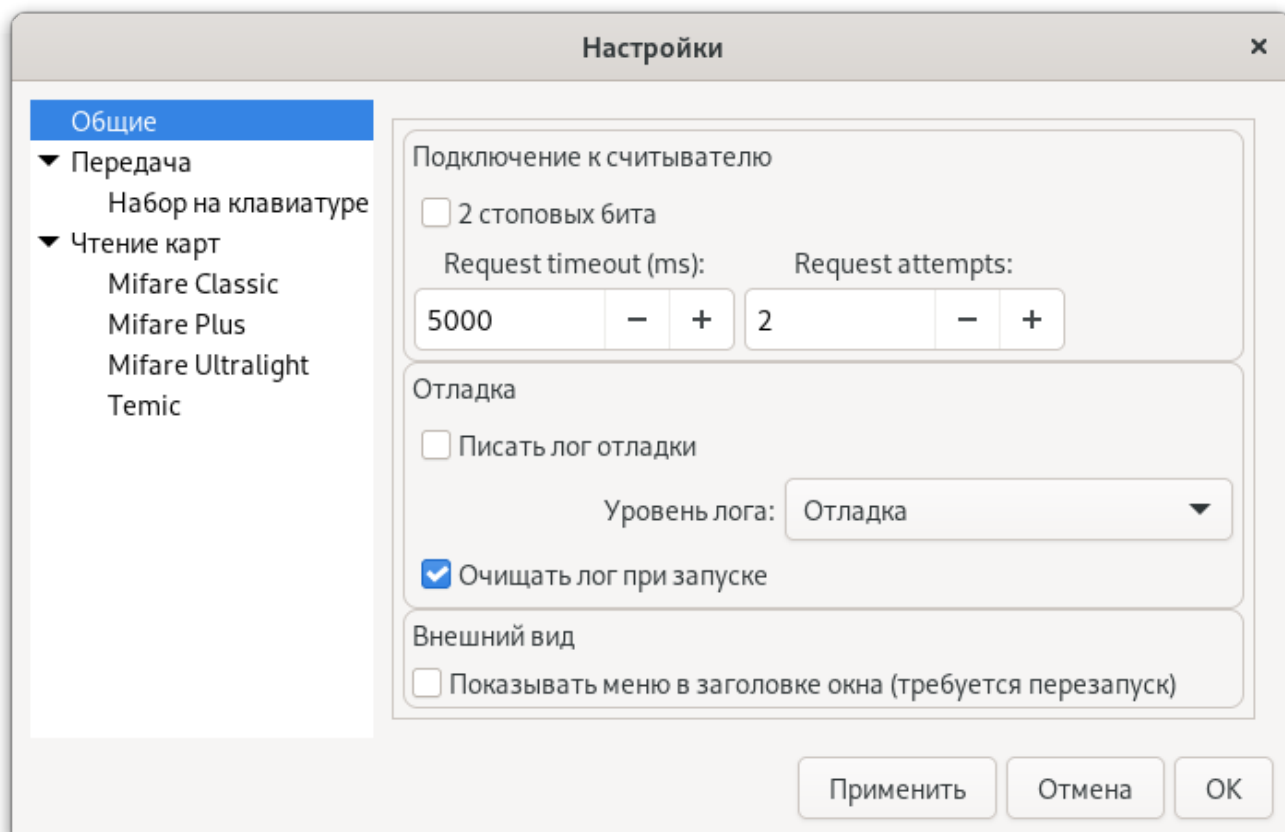 Настройки
Общие
Передача
Набор на клавиатуре
Чтение карт
Mifare Classic
Mifare Plus
Mifare Ultralight
Temic
Подключение к считывателю
2 стоповых бита
Request timeout (ms): Request attempts:
5000 2
Отладка
Писать лог отладки
Уровень лога: Отладка
Очищать лог при запуске
Внешний вид
Показывать меню в заголовке окна (требуется перезапуск)
Применить Отмена OK